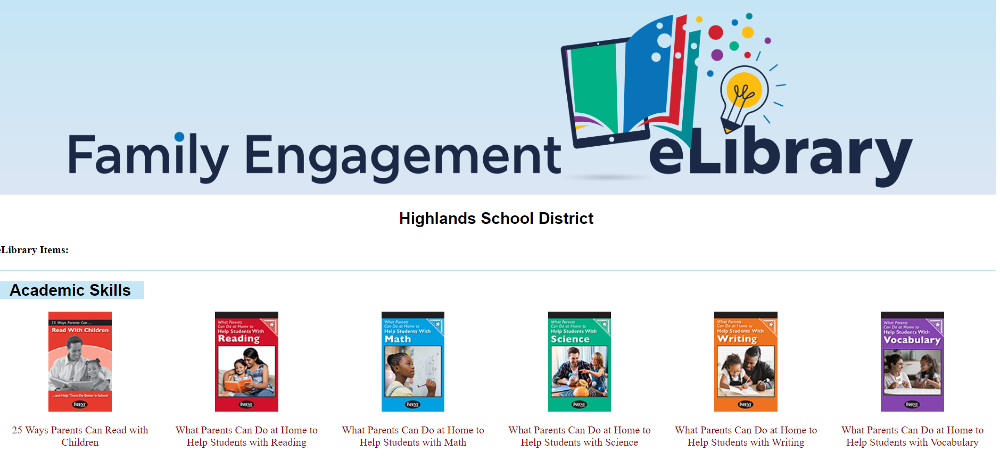 Family Engagement eLibrary
Highlands School District
eLibrary Items:
Academic Skills
25 Ways Parents Can ...
Read With Children
...and Help Them Do Better in School
PARENT
What Parents
Can Do at Home to
Help Students With
Reading
PARENT
What Parents
Can Do at Home to
Help Students With
Math
PARENT
What Parents
Can Do at Home to
Help Students With
Science
PARENT
What Parents
Can Do at Home to
Help Students With
Writing
PARENT
What Parents
Can Do at Home to
Help Students With
Vocabulary
PARENT
25 Ways Parents Can Read with
Children
What Parents Can Do at Home to
Help Students with Reading
What Parents Can Do at Home to
Help Students with Math
What Parents Can Do at Home to
Help Students with Science
What Parents Can Do at Home to
Help Students with Writing
What Parents Can Do at Home to
Help Students with Vocabulary